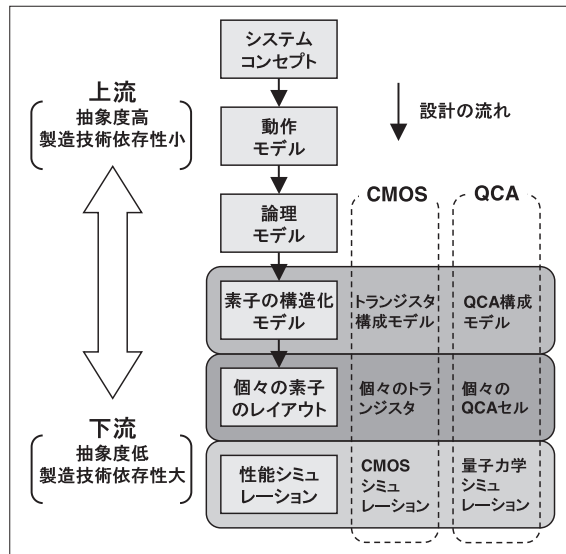 システム
コンセプト
上流
抽象度高
製造技術依存性小
設計の流れ
動作
モデル
論理
モデル
CMOS
QCA
素子の構造化
モデル
トランジスタ
構成モデル
QCA構成
モデル
個々の素子
のレイアウト
個々のトラ
ンジスタ
個々の
QCAセル
下流
抽象度低
製造技術依存性大
性能シミュ
レーション
CMOS
シミュ
レーション
量子力学
シミュ
レーション